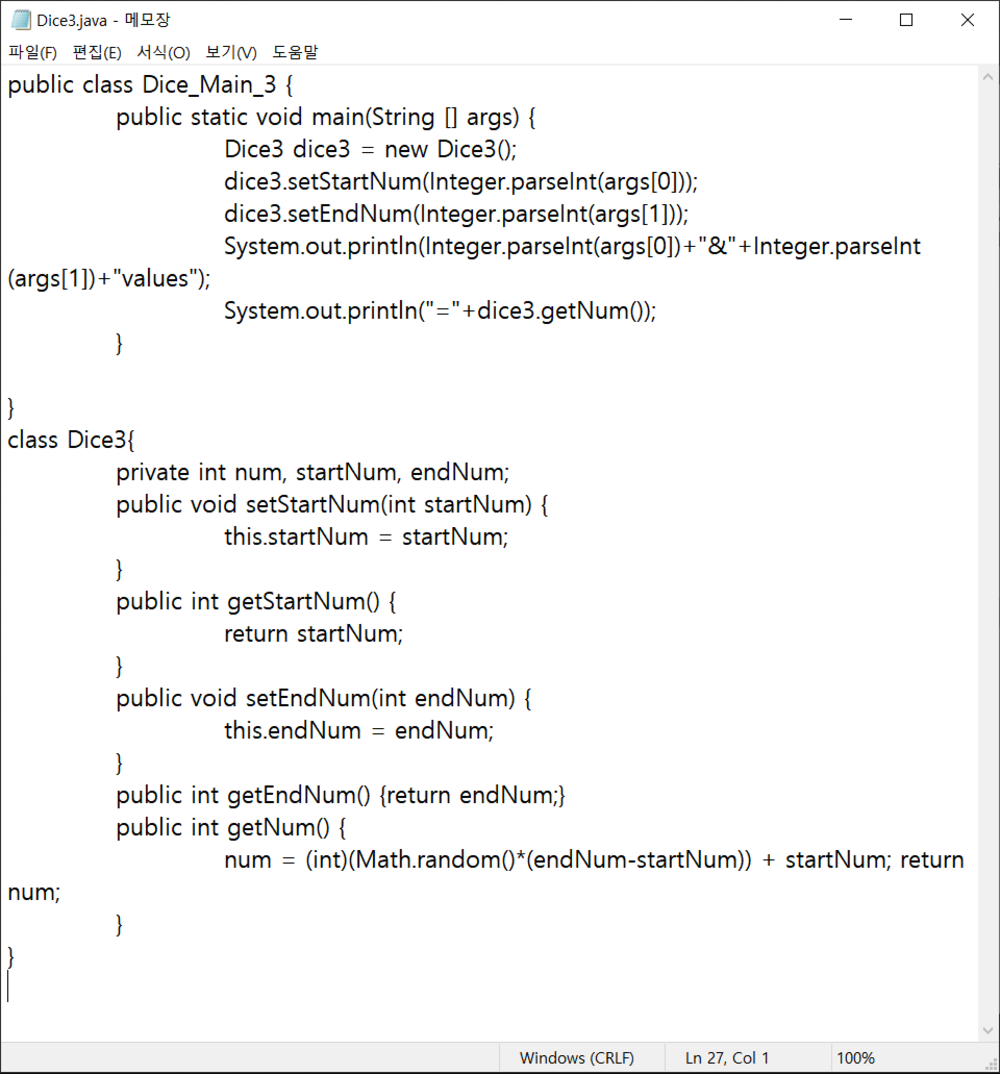 Dice3.java - 메모장
파일(F) 편집(E) 서식(O) 보기(V) 도움말
public class Dice_Main_3 {
public static void main(String [] args) {
Dice3 dice3 = new Dice3();
dice3.setStartNum(Integer.parseInt(args[0]));
dice3.setEndNum(Integer.parseInt(args[1]));
System.out.println(Integer.parseInt(args[0])+"&"+Integer.parseInt
(args[1])+"values");
System.out.println("="+dice3.getNum());
}
}
class Dice3{
private int num, startNum, endNum;
public void setStartNum(int startNum) {
this.startNum = startNum;
}
public int getStartNum() {
return startNum;
}
public void setEndNum(int endNum) {
this.endNum = endNum;
}
public int getEndNum() {return endNum;}
public int getNum() {
num = (int)(Math.random()*(endNum-startNum)) + startNum; return
num;
}
}
Windows (CRLF) Ln 27, Col 1 100%